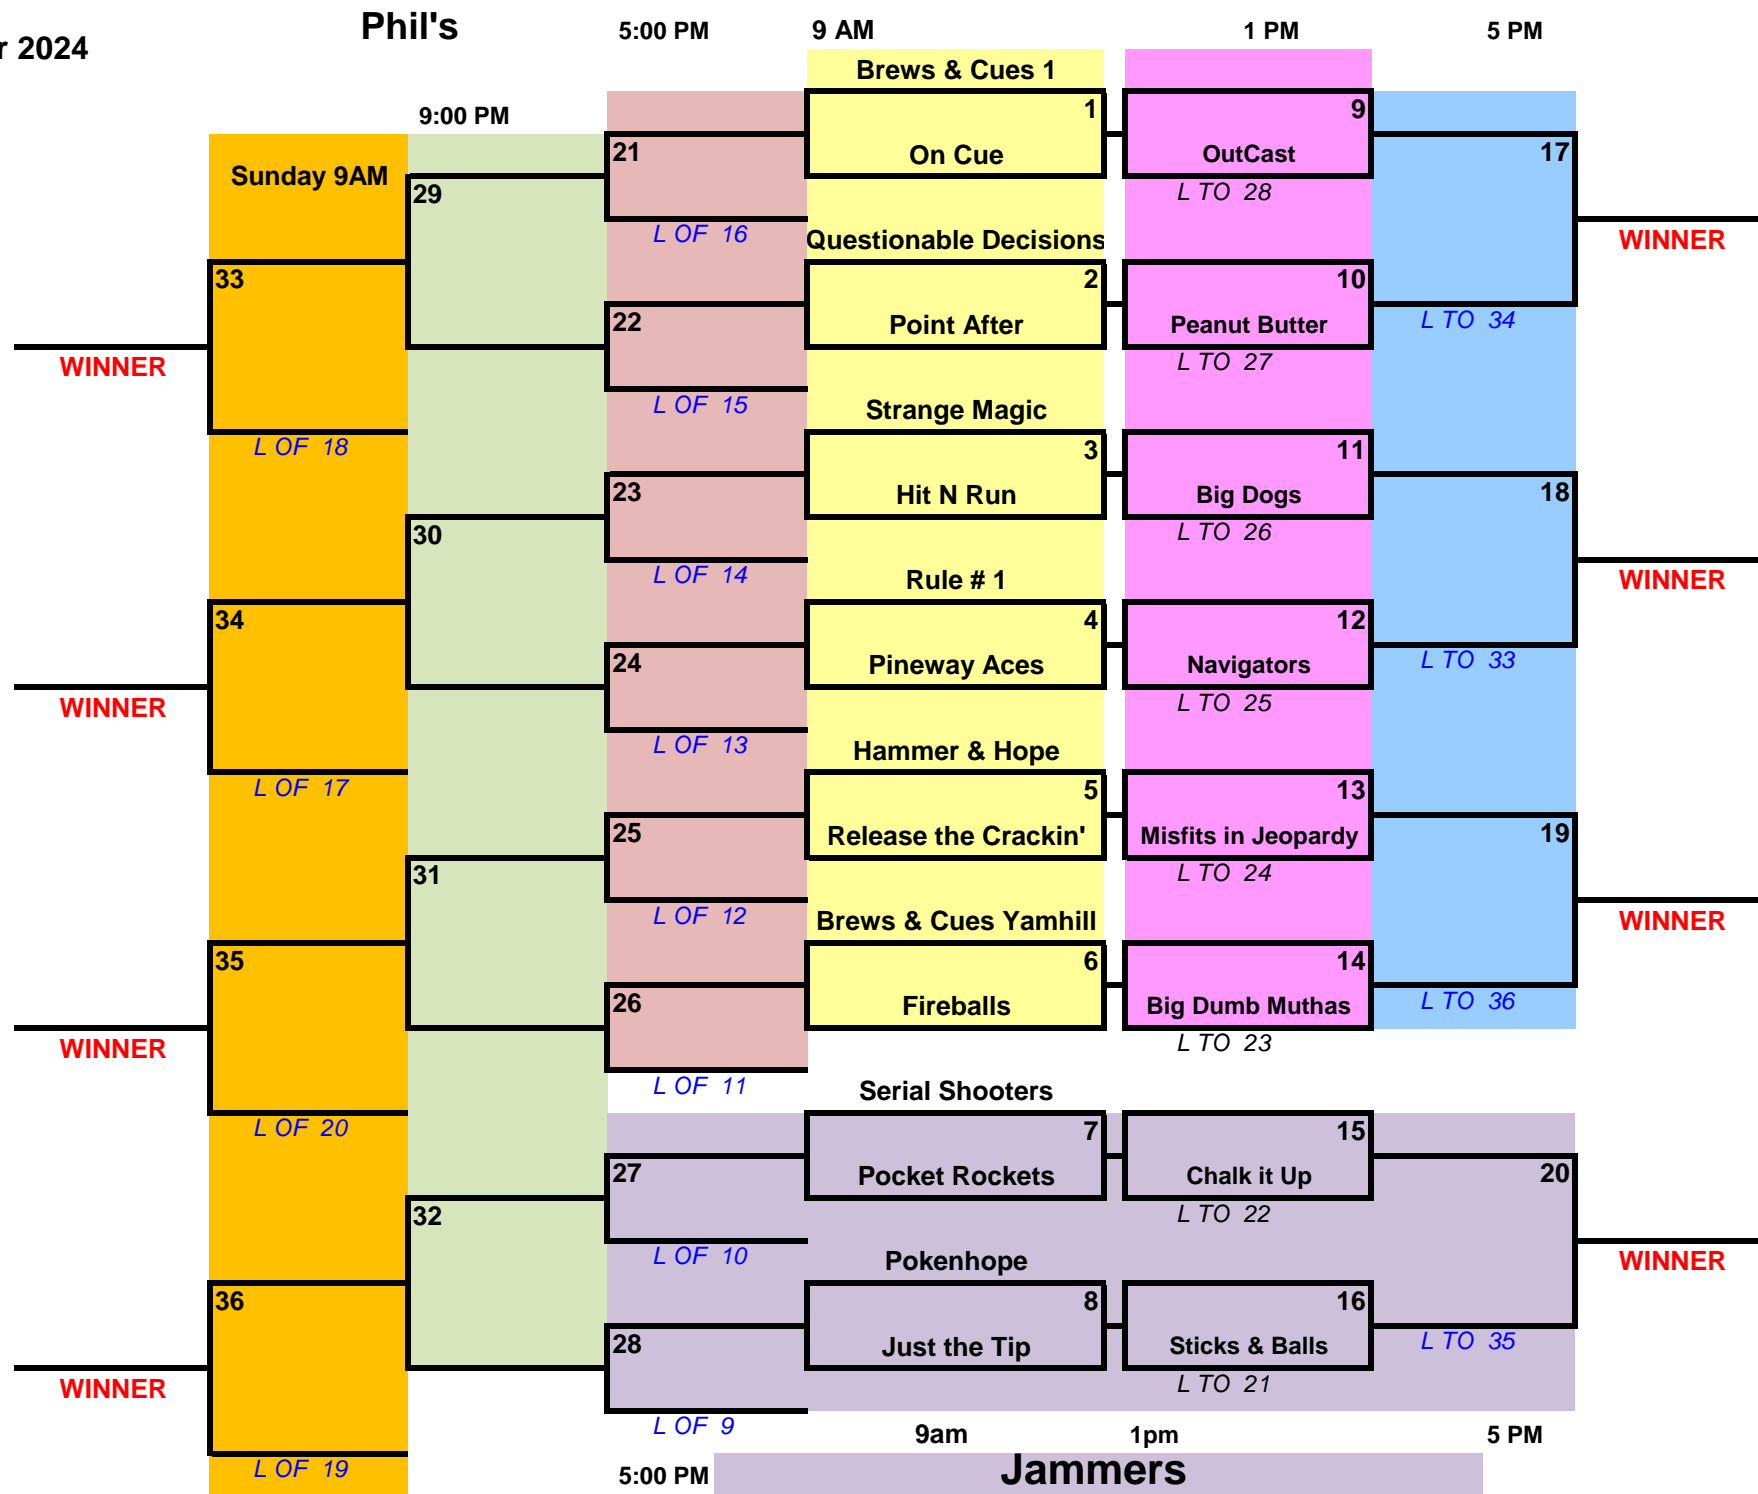 Phil's
5:00 PM
9 AM
1 PM
5 PM
r 2024
Brews & Cues 1
9:00 PM
1
9
On Cue
OutCast
21
17
Sunday 9AM
29
L TO 28
L OF 16
Questionable Decisions
WINNER
33
2
10
Point After
Peanut Butter
22
L TO 34
WINNER
L TO 27
L OF 15
Strange Magic
L OF 18
3
11
Hit N Run
Big Dogs
23
18
30
L TO 26
L OF 14
Rule # 1
WINNER
34
4
12
Pineway Aces
Navigators
24
L TO 33
WINNER
L TO 25
L OF 13
Hammer & Hope
L OF 17
5
13
Release the Crackin'
Misfits in Jeopardy
25
19
31
L TO 24
L OF 12
Brews & Cues Yamhill
WINNER
35
6
14
Fireballs
Big Dumb Muthas
26
L TO 36
WINNER
L TO 23
L OF 11
Serial Shooters
L OF 20
7
15
Pocket Rockets
Chalk it Up
27
20
32
L TO 22
L OF 10
Pokenhope
WINNER
36
8
16
Just the Tip
Sticks & Balls
28
L TO 35
WINNER
L TO 21
L OF 9
9am
1pm
5 PM
L OF 19
5:00 PM
Jammers